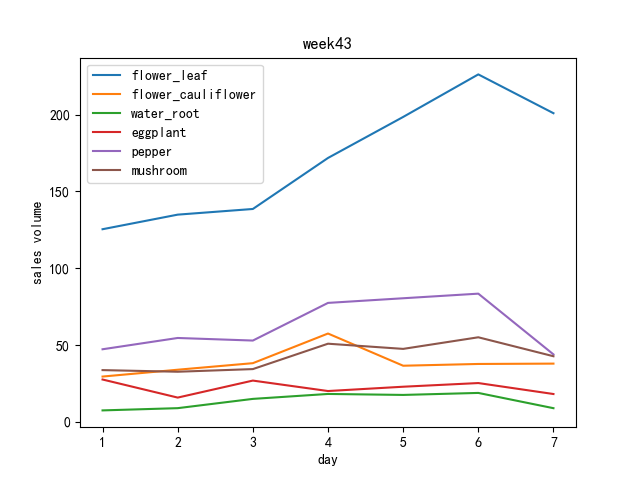 week43
flower_leaf
flower_cauliflower
water_root
eggplant
pepper
mushroom
200
150
100
50
0
sales volume
1 2 3 4 5 6 7
day